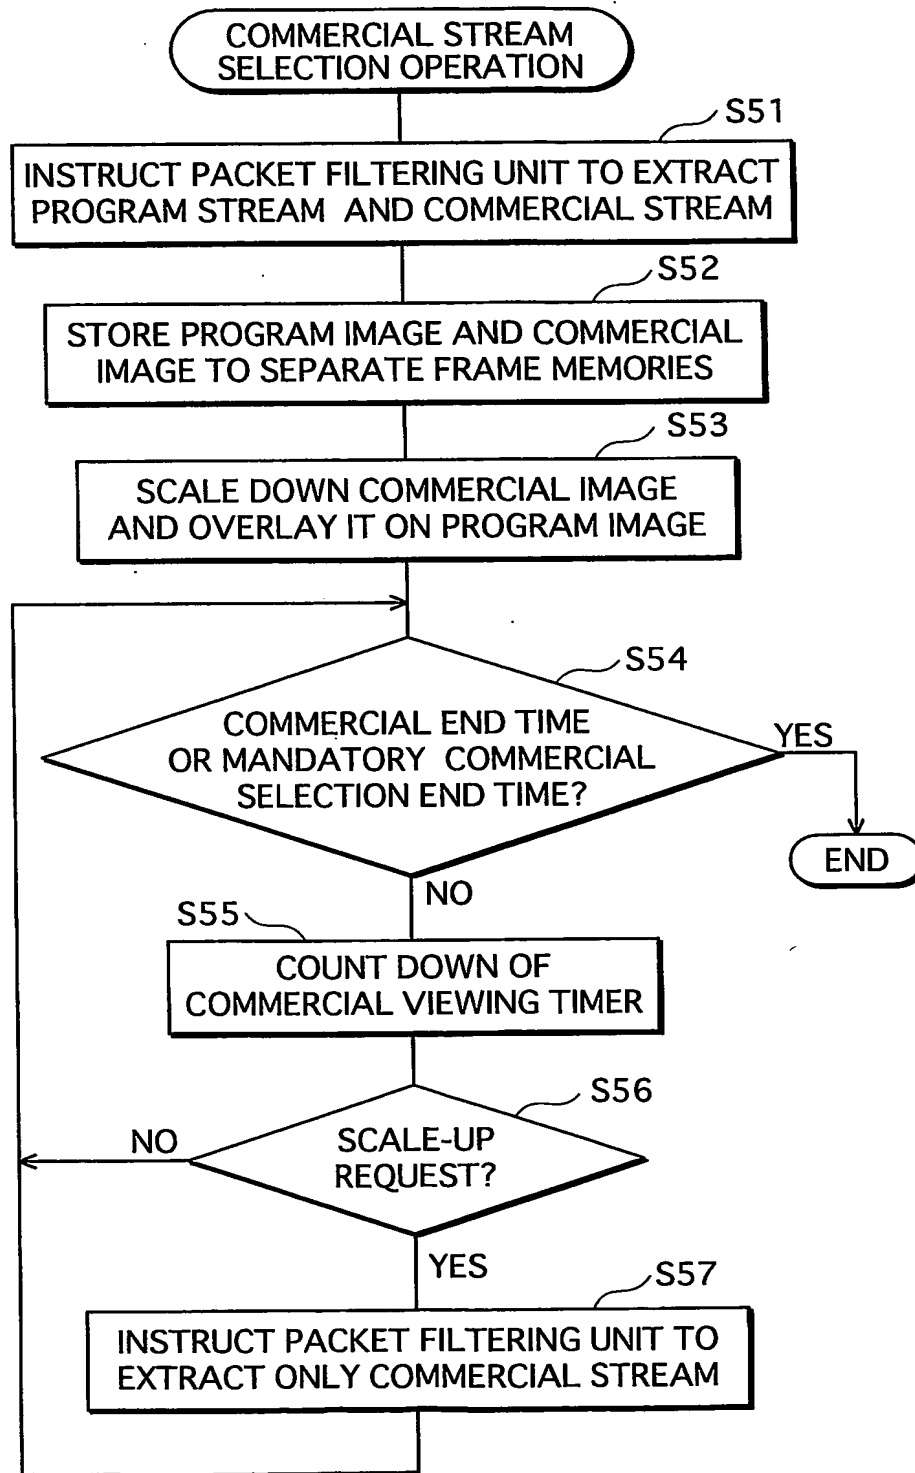 COMMERCIAL STREAM
SELECTION OPERATION
S51
INSTRUCT PACKET FILTERING UNIT TO EXTRACT
PROGRAM STREAM AND COMMERCIAL STREAM
S52
STORE PROGRAM IMAGE AND COMMERCIAL
IMAGE TO SEPARATE FRAME MEMORIES
S53
SCALE DOWN COMMERCIAL IMAGE
AND OVERLAY IT ON PROGRAM IMAGE
S54
COMMERCIAL END TIME
OR MANDATORY COMMERCIAL
SELECTION END TIME?
YES
END
NO
S55
COUNT DOWN OF
COMMERCIAL VIEWING TIMER
S56
NO
SCALE-UP
REQUEST?
YES
S57
INSTRUCT PACKET FILTERING UNIT TO
EXTRACT ONLY COMMERCIAL STREAM